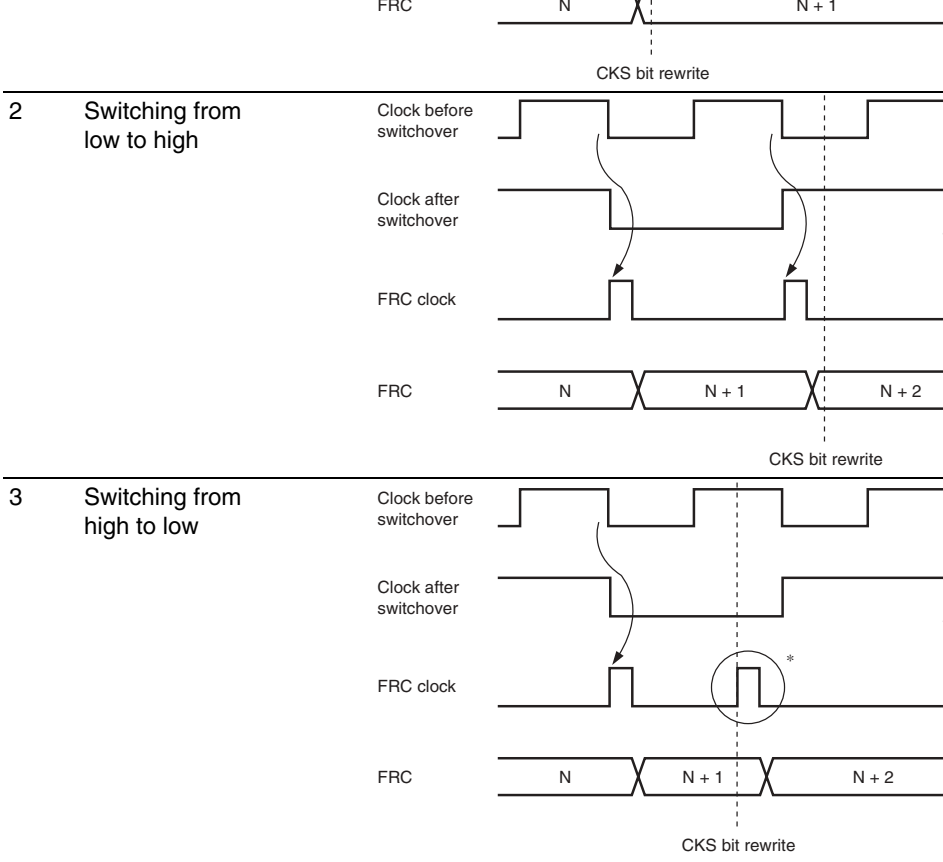 FRC N N + 1
CKS bit rewrite
2 Switching from
low to high
Clock before
switchover
Clock after
switchover
FRC clock
FRC N N + 1 N + 2
CKS bit rewrite
3 Switching from
high to low
Clock before
switchover
Clock after
switchover
FRC clock *
FRC N N + 1 N + 2
CKS bit rewrite